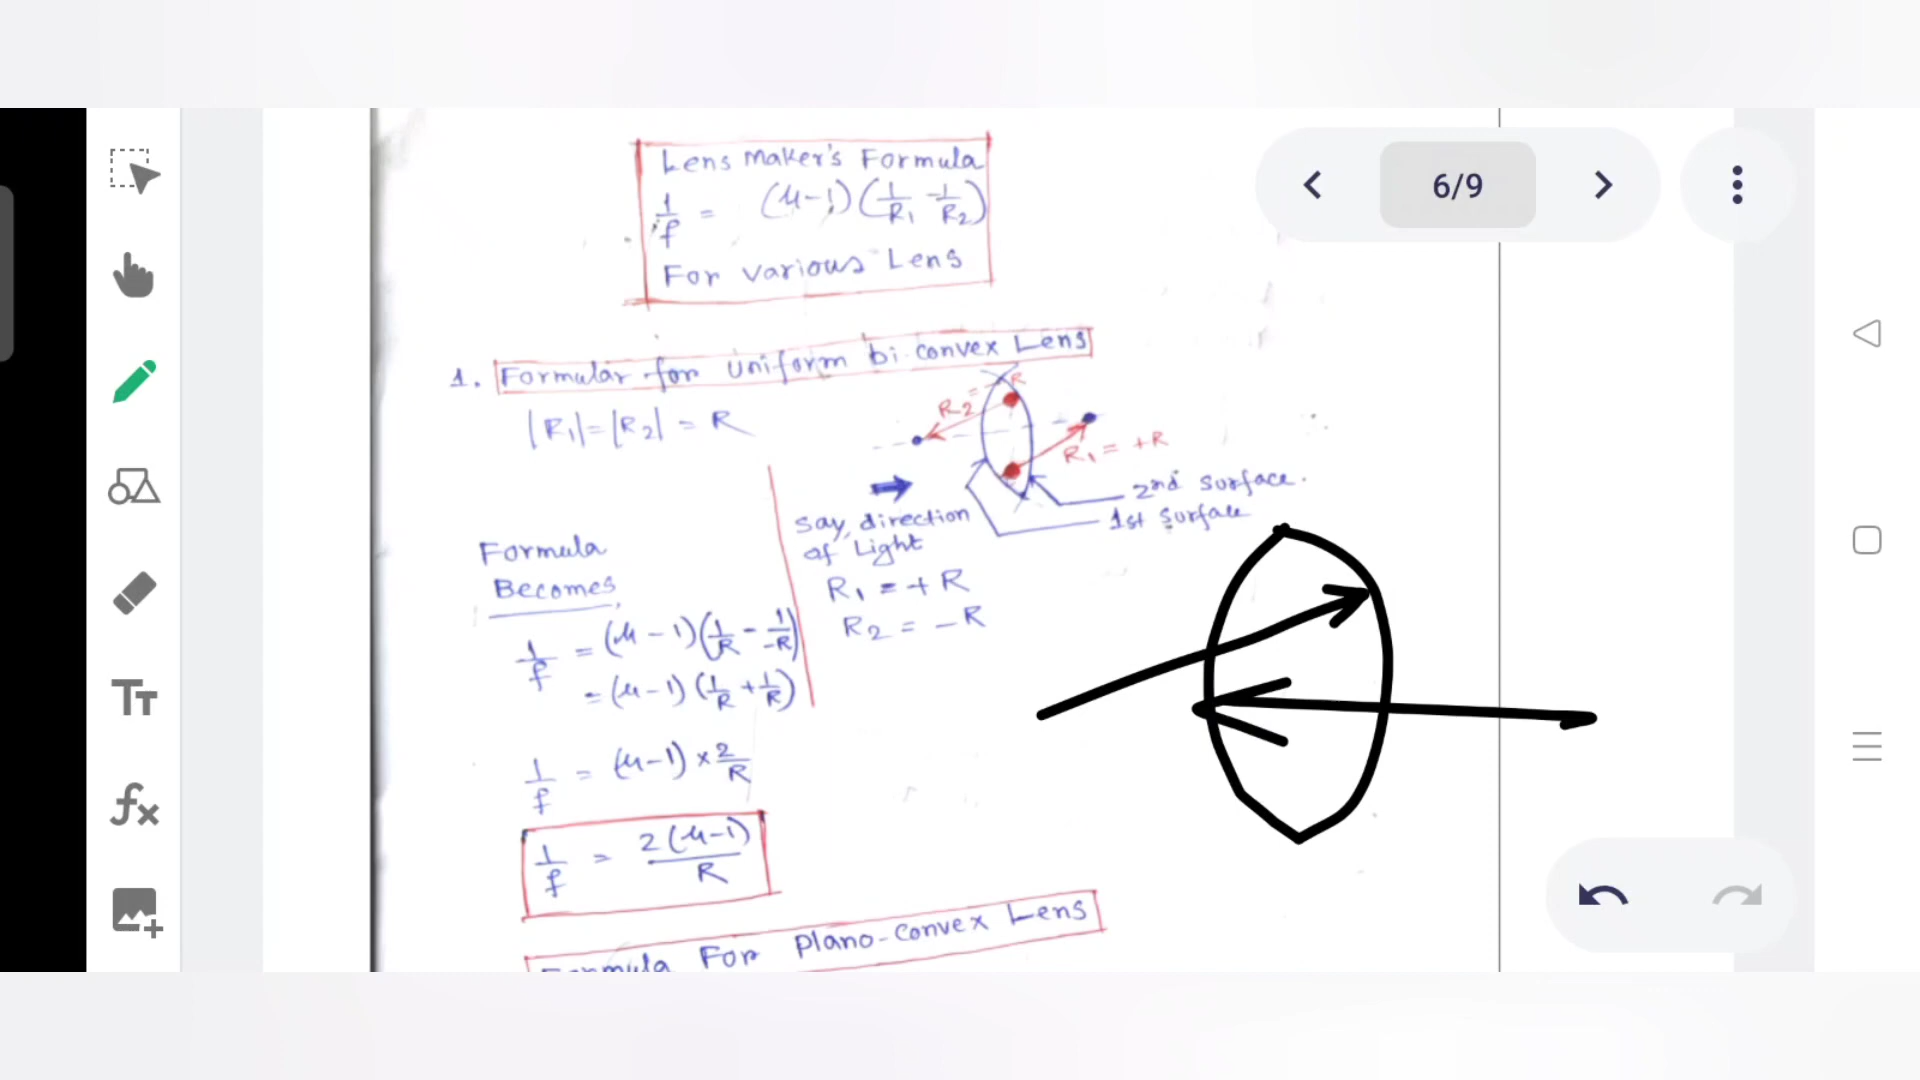 Lens Maker's Formula
1/f = (μ-1)(1/R₁ - 1/R₂)
For various Lens
6/9
1. Formular for uniform bi-convex Lens
|R₁|=|R₂| = R
R₂ = -R
R₁ = +R
2nd surface.
1st surface
say, direction
of Light
R₁ = +R
R₂ = -R
Formula
Becomes,
1/f = (μ-1)(1/R - 1/-R)
= (μ-1)(1/R + 1/R)
1/f = (μ-1) × 2/R
1/f = 2(μ-1)/R
Formula For plano-convex Lens
Tт
fx